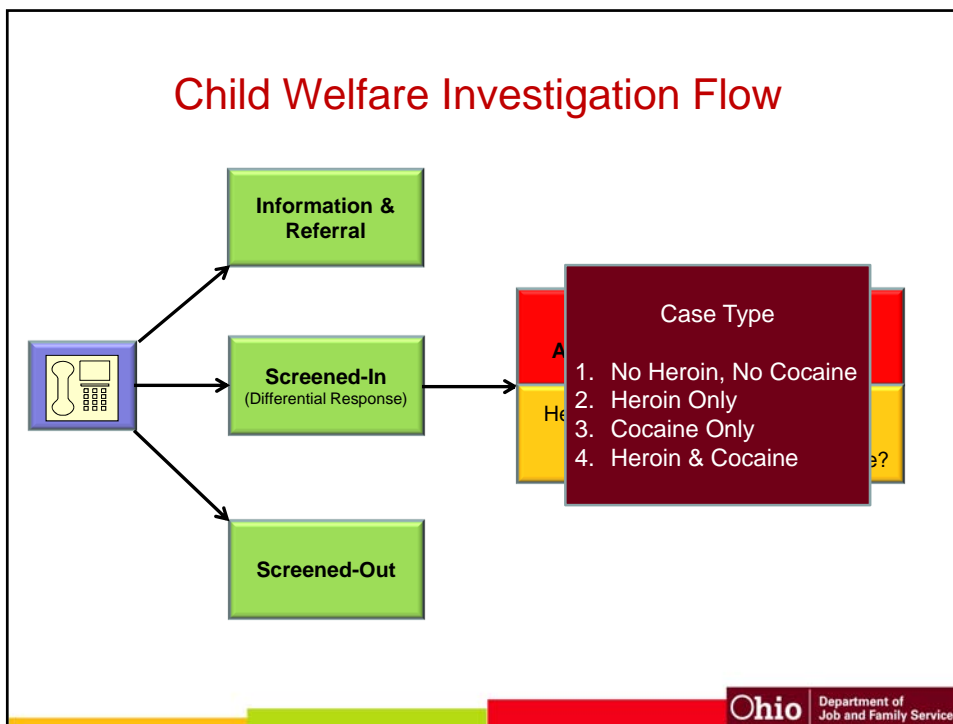 Child Welfare Investigation Flow
Information &
Referral
Screened-In
(Differential Response)
Screened-Out
Case Type
1. No Heroin, No Cocaine
2. Heroin Only
3. Cocaine Only
4. Heroin & Cocaine
Ohio
Department of
Job and Family Service